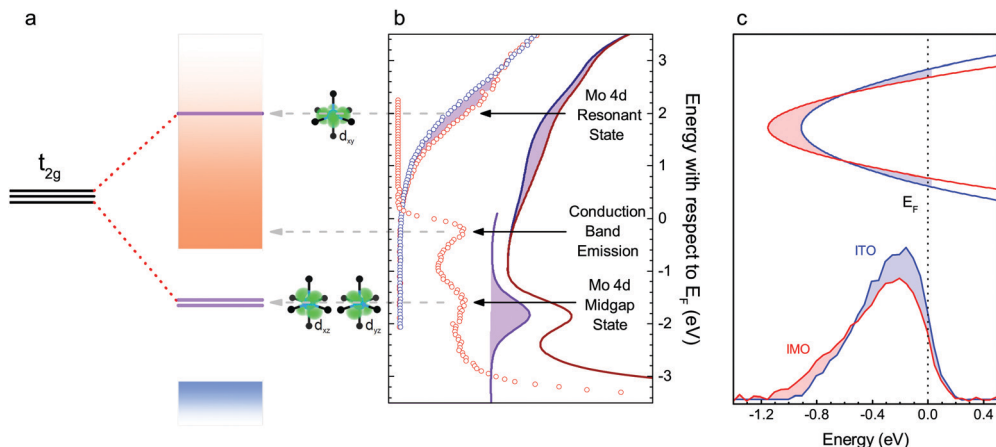 a
b
c
t2g
dxy
dxz
dyz
Mo 4d
Resonant
State
Conduction
Band
Emission
Mo 4d
Midgap
State
3
2
1
0
-1
-2
-3
Energy with respect to EF (eV)
EF
ITO
IMO
-1.2
-0.8
-0.4
0.0
0.4
Energy (eV)